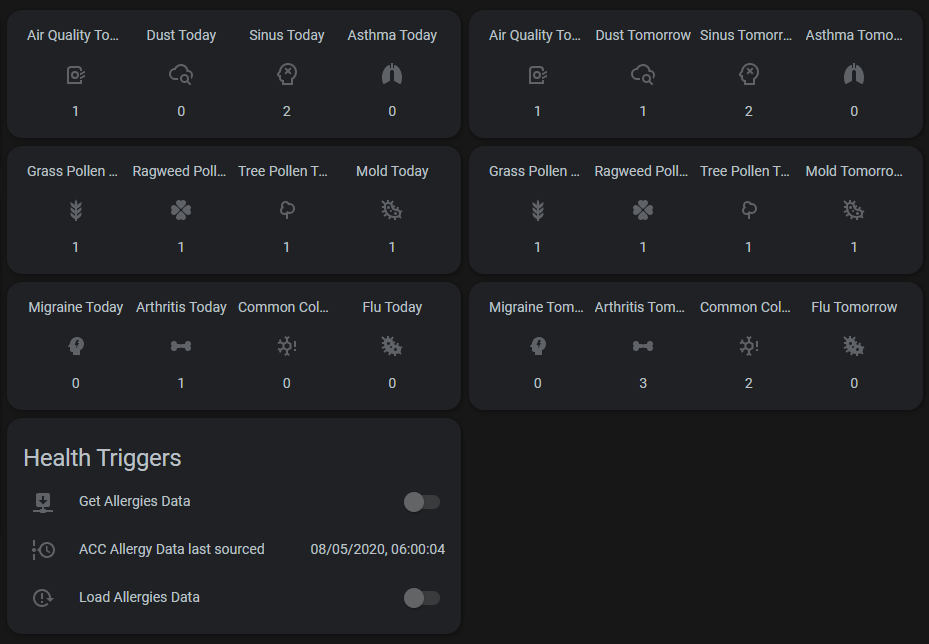 Air Quality To... Dust Today Sinus Today Asthma Today
1 0 2 0
Air Quality To... Dust Tomorrow Sinus Tomorr... Asthma Tomo...
1 1 2 0
Grass Pollen ... Ragweed Poll... Tree Pollen T... Mold Today
1 1 1 1
Grass Pollen ... Ragweed Poll... Tree Pollen T... Mold Tomorro...
1 1 1 1
Migraine Today Arthritis Today Common Col... Flu Today
0 1 0 0
Migraine Tom... Arthritis Tom... Common Col... Flu Tomorrow
0 3 2 0
Health Triggers
Get Allergies Data
ACC Allergy Data last sourced 08/05/2020, 06:00:04
Load Allergies Data